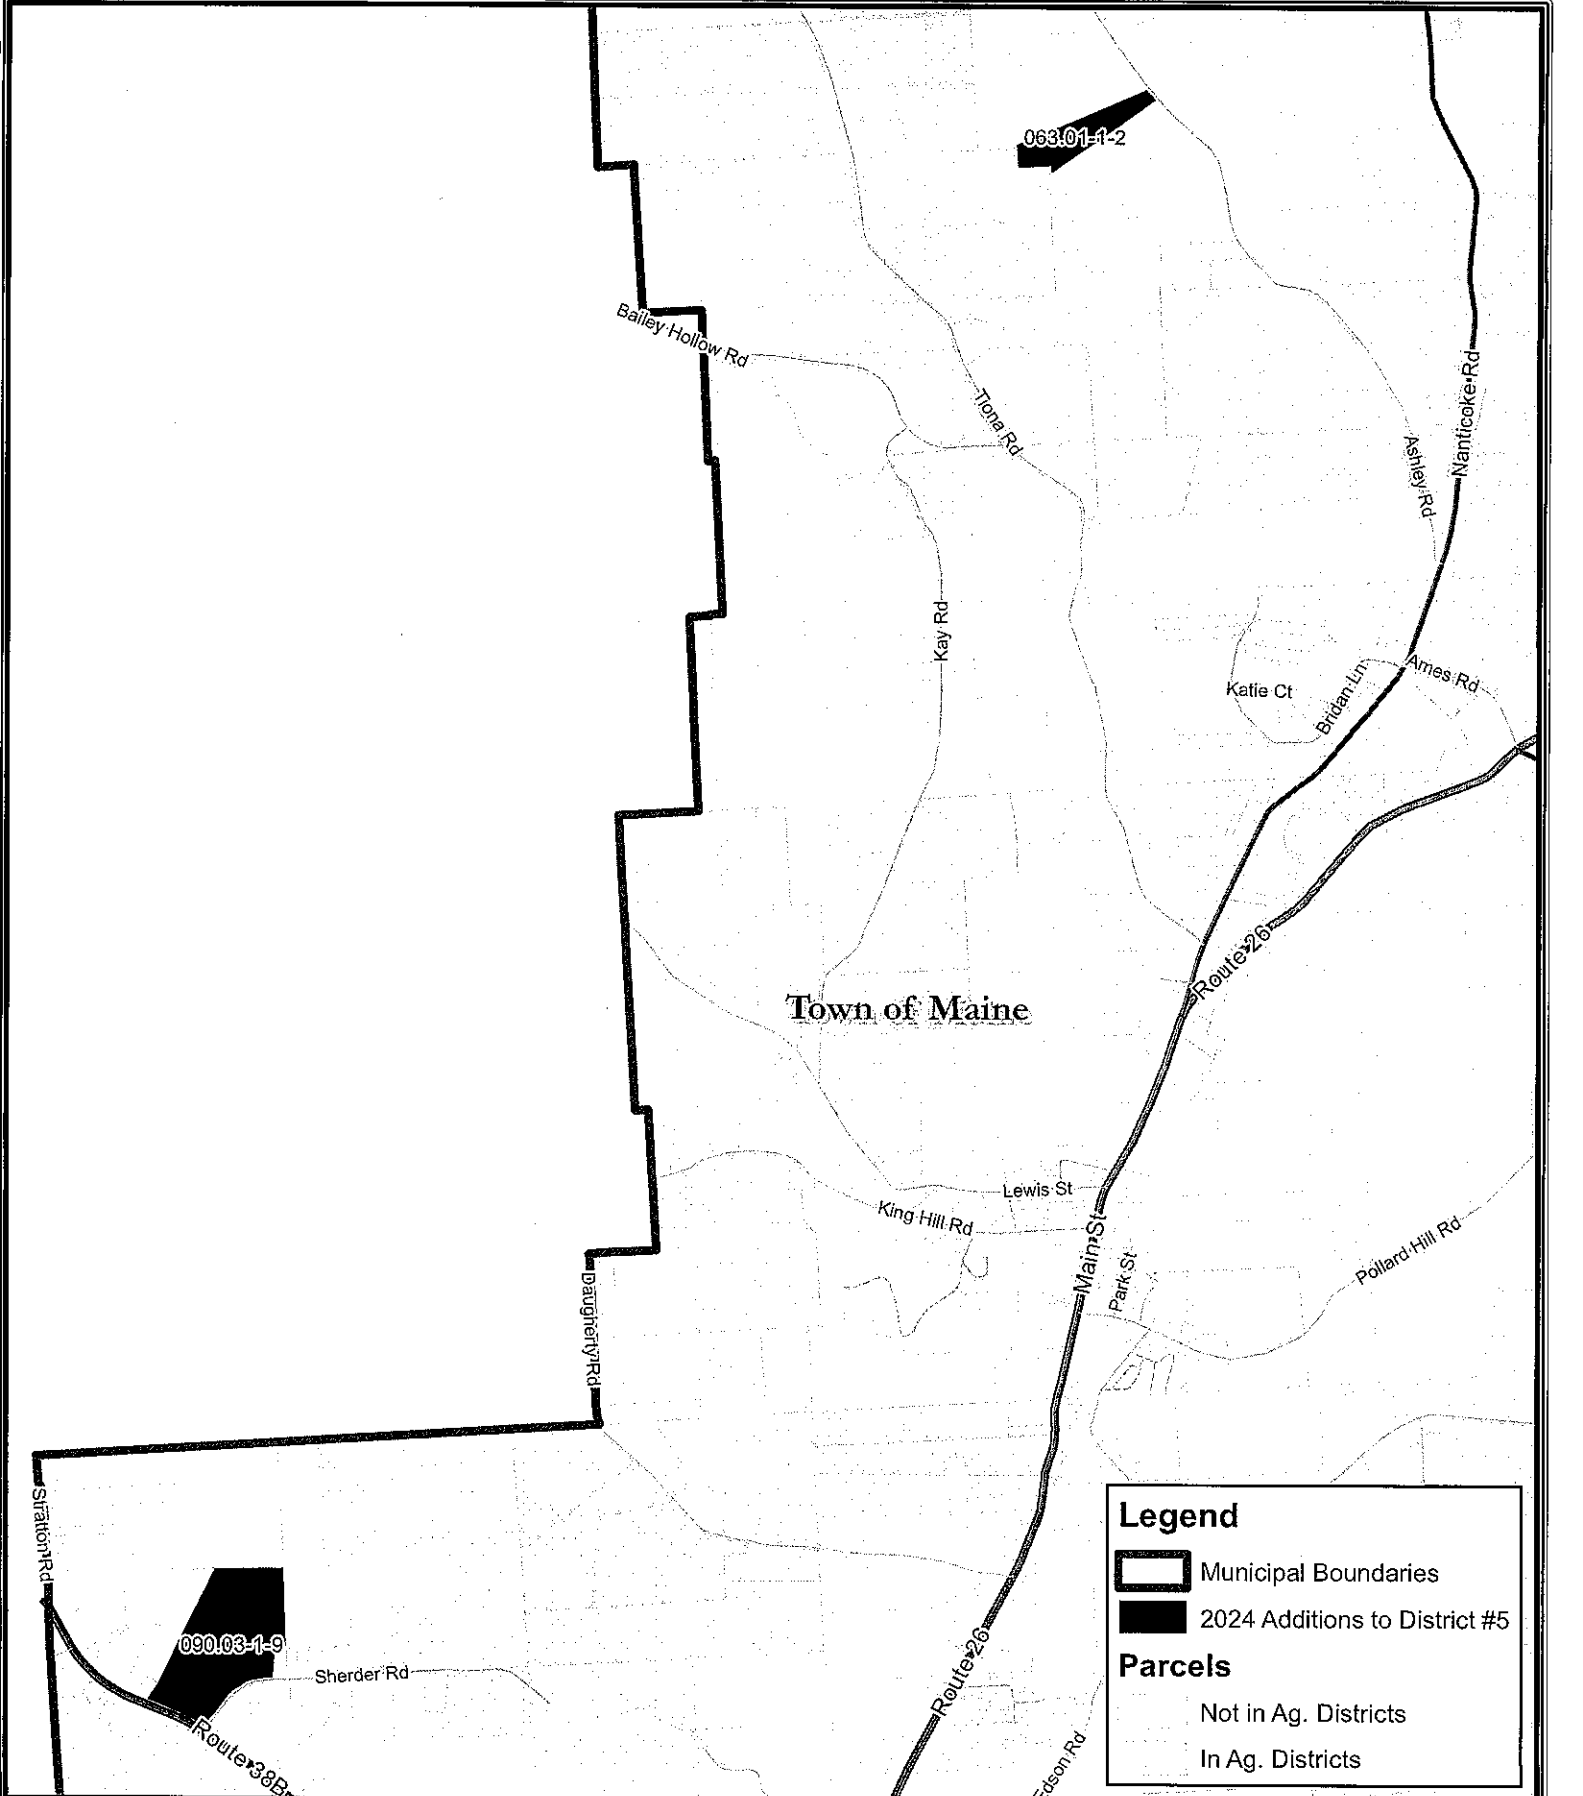 063.01-1-2
Bailey Hollow Rd
Tiona Rd
Nanticoke Rd
Ashley Rd
Kay Rd
Katie Ct
Bridan Ln
Ames Rd
Route 26
Town of Maine
Lewis St
King Hill Rd
Main St
Park St
Pollard Hill Rd
Daugherty Rd
Stratton Rd
090.03-1-9
Sherder Rd
Route 38B
Route 26
Edson Rd
Legend
Municipal Boundaries
2024 Additions to District #5
Parcels
Not in Ag. Districts
In Ag. Districts